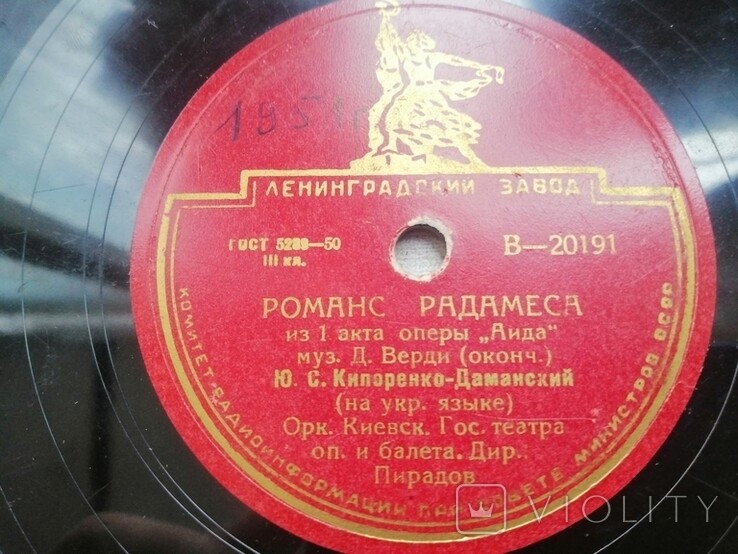 ЛЕНИНГРАДСКИЙ ЗАВОД
ГОСТ 5289—50
III кл.
В—20191
РОМАНС РАДАМЕСА
из 1 акта оперы „Аида"
муз. Д. Верди (оконч.)
Ю. С. Кипоренко-Даманский
(на укр. языке)
Орк. Киевск. Гос. театра
оп. и балета. Дир.:
Пирадов
КОМИТЕТ РАДИОИНФОРМАЦИИ ПРИ СОВЕТЕ МИНИСТРОВ СССР
VIOLITY